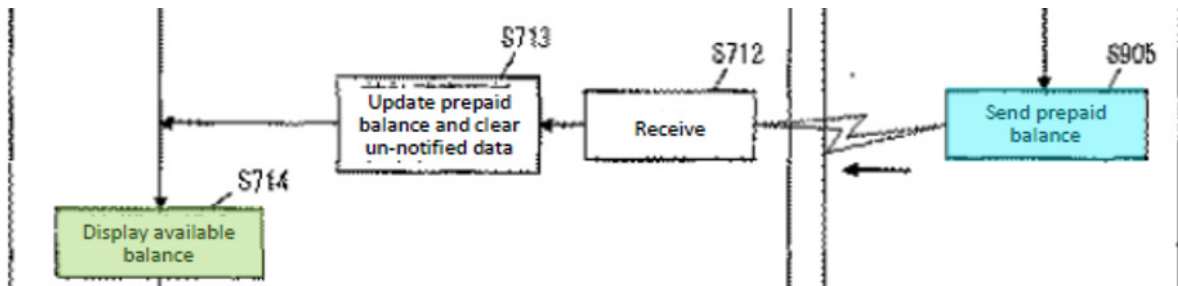 S713
S712
S905
Update prepaid
balance and clear
un-notified data
Receive
Send prepaid
balance
S714
Display available
balance